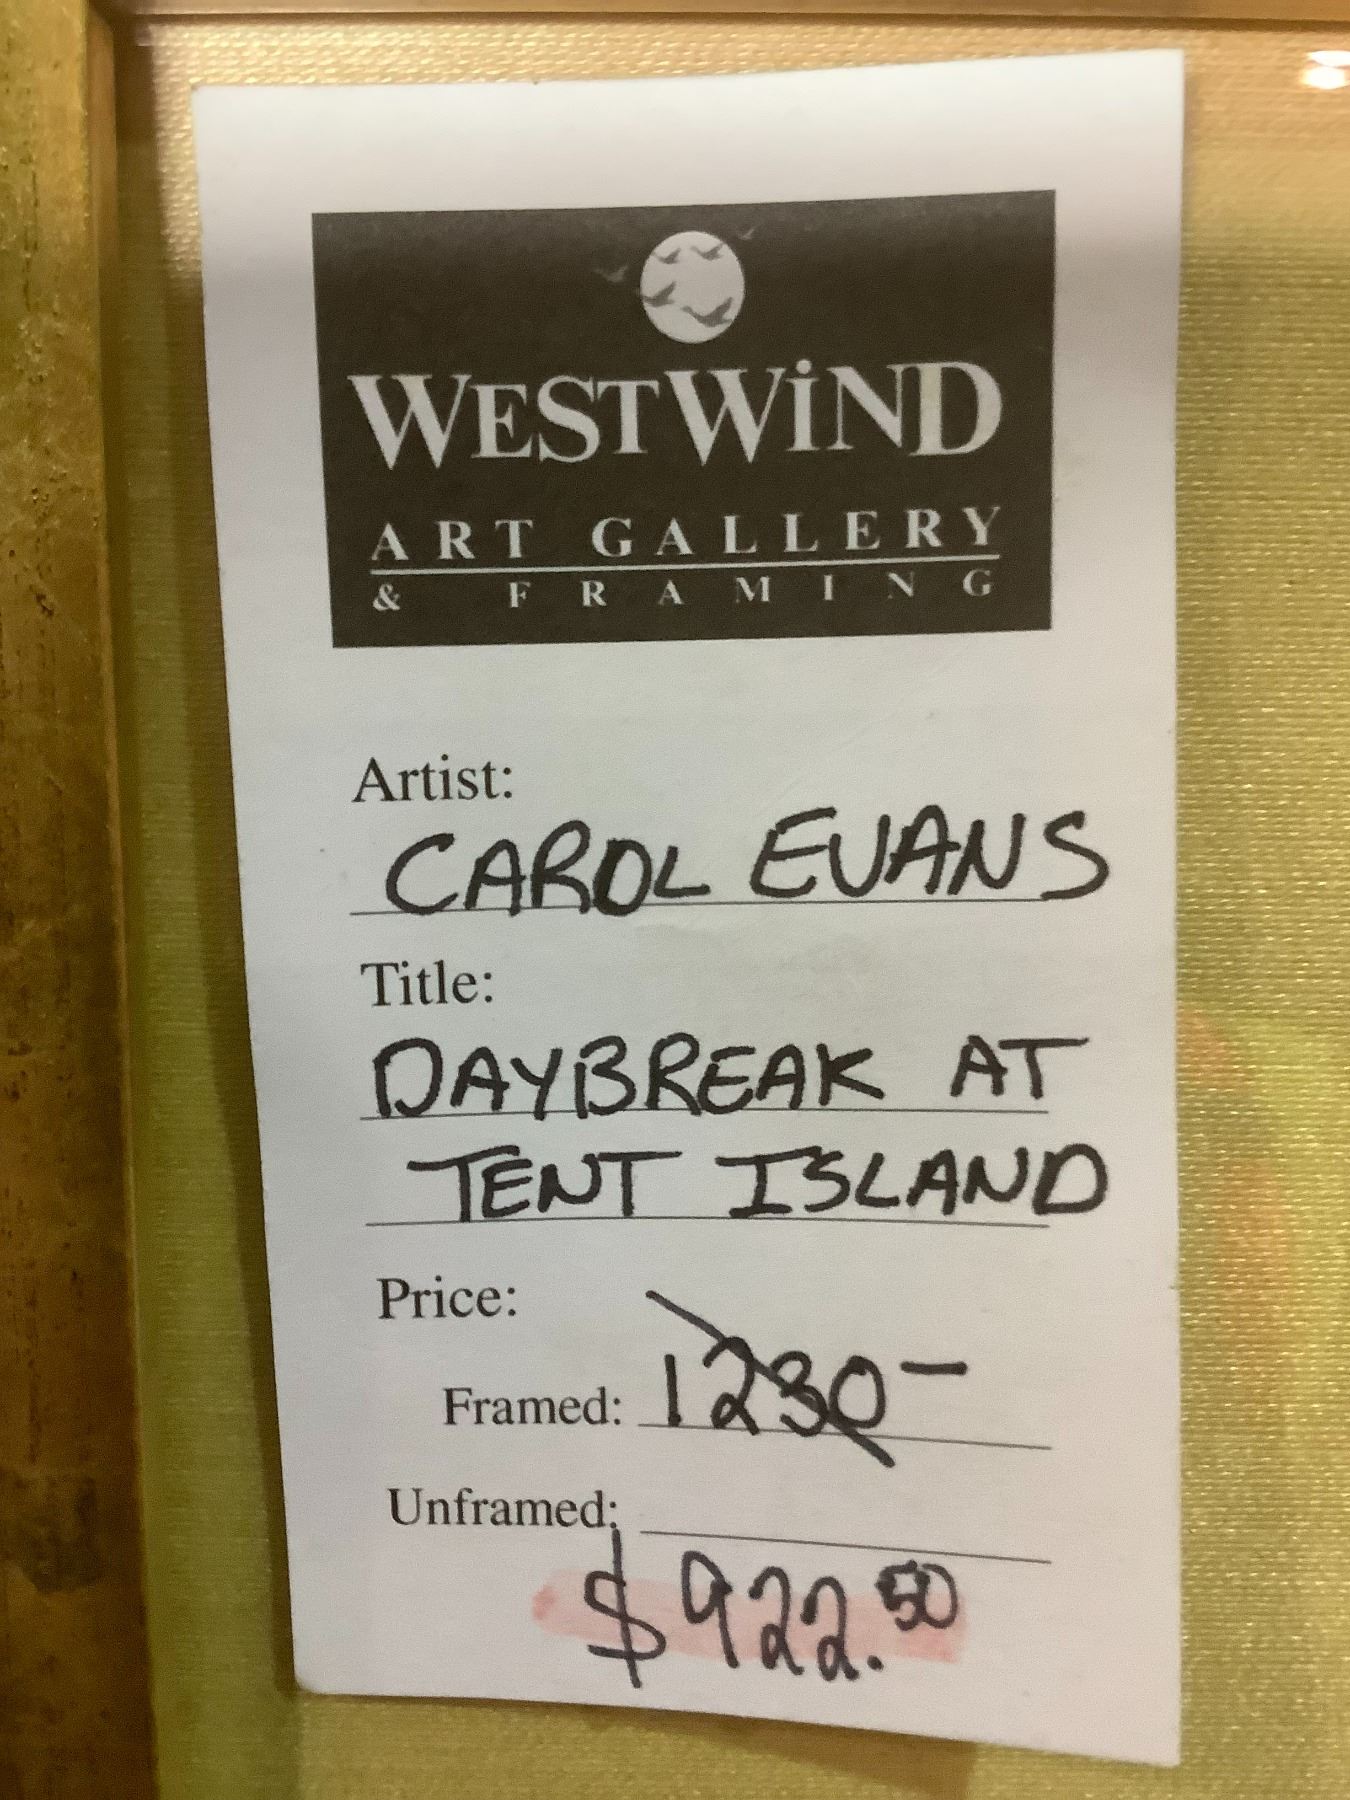 WESTWiND
ART GALLERY
& FRAMING
Artist:
CAROL EVANS
Title:
DAYBREAK AT
TENT ISLAND
Price:
Framed: 1230-
Unframed:
$922.50